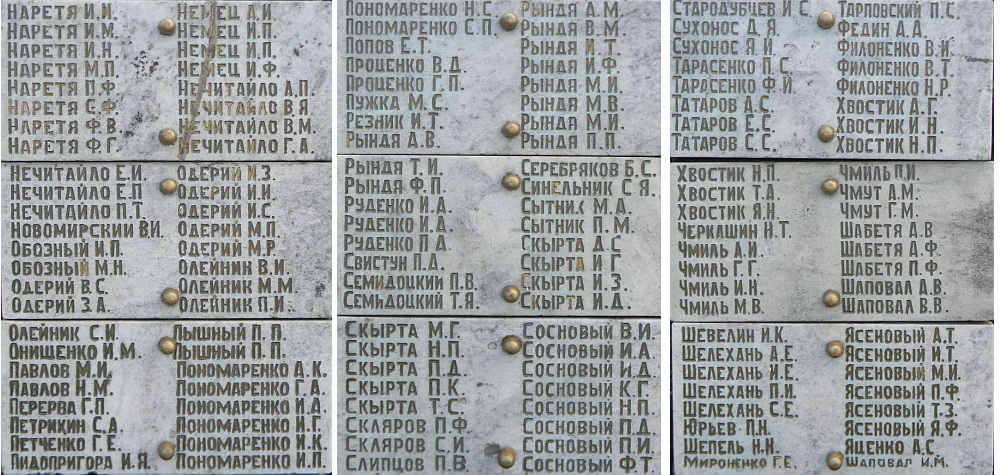 НАРЕТЯ И.И.
НАРЕТЯ И.М.
НАРЕТЯ И.Н.
НАРЕТЯ М.П.
НАРЕТЯ П.Ф.
НАРЕТЯ С.Ф.
НАРЕТЯ Ф.В.
НАРЕТЯ Ф.Г.
НЕМЕЦ А.И.
НЕМЕЦ И.П.
НЕМЕЦ И.П.
НЕМЕЦ И.Ф.
НЕЧИТАЙЛО А.П.
НЕЧИТАЙЛО В.Я.
НЕЧИТАЙЛО В.М.
НЕЧИТАЙЛО Г.А.
НЕЧИТАЙЛО Е.И.
НЕЧИТАЙЛО Е.П.
НЕЧИТАЙЛО П.Т.
НОВОМИРСКИЙ В.И.
ОБОЗНЫЙ И.П.
ОБОЗНЫЙ М.Н.
ОДЕРИЙ В.С.
ОДЕРИЙ З.А.
ОДЕРИЙ И.З.
ОДЕРИЙ И.И.
ОДЕРИЙ И.С.
ОДЕРИЙ М.П.
ОДЕРИЙ М.Р.
ОЛЕЙНИК В.И.
ОЛЕЙНИК М.М.
ОЛЕЙНИК П.И.
ОЛЕЙНИК С.И.
ОНИЩЕНКО И.М.
ПАВЛОВ М.И.
ПАВЛОВ Н.М.
ПЕРЕРВА Г.П.
ПЕТРИКИН С.А.
ПЕТЧЕНКО Г.Е.
ПИДОПРИГОРА И.Я.
ПЫШНЫЙ П.П.
ПЫШНЫЙ П.П.
ПОНОМАРЕНКО А.К.
ПОНОМАРЕНКО Г.А.
ПОНОМАРЕНКО И.Д.
ПОНОМАРЕНКО И.Г.
ПОНОМАРЕНКО И.К.
ПОНОМАРЕНКО И.П.
ПОНОМАРЕНКО Н.С.
ПОНОМАРЕНКО С.П.
ПОПОВ Е.Т.
ПРОЦЕНКО В.Д.
ПРОЦЕНКО Г.П.
ПУЖКА М.С.
РЕЗНИК И.Т.
РЫНДЯ А.В.
РЫНДЯ А.М.
РЫНДЯ В.М.
РЫНДЯ И.Т.
РЫНДЯ И.Ф.
РЫНДЯ М.И.
РЫНДЯ М.В.
РЫНДЯ М.И.
РЫНДЯ П.П.
РЫНДЯ Т.И.
РЫНДЯ Ф.П.
РУДЕНКО И.А.
РУДЕНКО И.Д.
РУДЕНКО П.Д.
СВИСТУН П.Д.
СЕМИДОЦКИЙ П.В.
СЕМИДОЦКИЙ Т.Я.
СЕРЕБРЯКОВ Б.С.
СИНЕЛЬНИК С.Я.
СЫТНИК М.А.
СЫТНИК П.М.
СКЫРТА Д.С
СКЫРТА И.Г
СКЫРТА И.З.
СКЫРТА И.Д.
СКЫРТА М.Г.
СКЫРТА Н.П.
СКЫРТА П.Д.
СКЫРТА П.К.
СКЫРТА Т.С.
СКЛЯРОВ П.Ф.
СКЛЯРОВ С.И.
СЛИПЦОВ П.В.
СОСНОВЫЙ В.И.
СОСНОВЫЙ И.А.
СОСНОВЫЙ И.Д.
СОСНОВЫЙ К.Г.
СОСНОВЫЙ Н.П.
СОСНОВЫЙ П.Д.
СОСНОВЫЙ П.И.
СОСНОВЫЙ Ф.Т.
СТАРОДУБЦЕВ И.С.
СУХОНОС Д.Я.
СУХОНОС Я.И.
ТАРАСЕНКО П.С.
ТАРАСЕНКО Ф.И.
ТАТАРОВ А.С.
ТАТАРОВ Е.С.
ТАТАРОВ С.С.
ТАРПОВСКИЙ П.С.
ФЕДИН А.Д.
ФИЛОНЕНКО В.И.
ФИЛОНЕНКО В.Т.
ФИЛОНЕНКО Н.Р.
ХВОСТИК А.Г.
ХВОСТИК И.Н.
ХВОСТИК Н.П.
ХВОСТИК Н.П.
ХВОСТИК Т.А.
ХВОСТИК Я.Н.
ЧЕРКАШИН Н.Т.
ЧМИЛЬ А.И.
ЧМИЛЬ Г.Г.
ЧМИЛЬ И.Н.
ЧМИЛЬ М.В.
ЧМИЛЬ П.И.
ЧМУТ А.М.
ЧМУТ Г.М.
ШАБЕТЯ А.В
ШАБЕТЯ А.Ф.
ШАБЕТЯ П.Ф.
ШАПОВАЛ А.В.
ШАПОВАЛ В.В.
ШЕВЕЛИН И.К.
ШЕЛЕХАНЬ А.Е.
ШЕЛЕХАНЬ И.Е.
ШЕЛЕХАНЬ П.И.
ШЕЛЕХАНЬ С.Е.
ЮРЬЕВ П.Н.
ШЕПЕЛЬ Н.Н.
МИРОНЕНКО Г.Е.
ЯСЕНОВЫЙ А.Т.
ЯСЕНОВЫЙ И.Т.
ЯСЕНОВЫЙ М.И.
ЯСЕНОВЫЙ П.Ф.
ЯСЕНОВЫЙ Т.З.
ЯСЕНОВЫЙ Я.Ф.
ЯЦЕНКО А.С.
ШАПОВАЛ И.М.